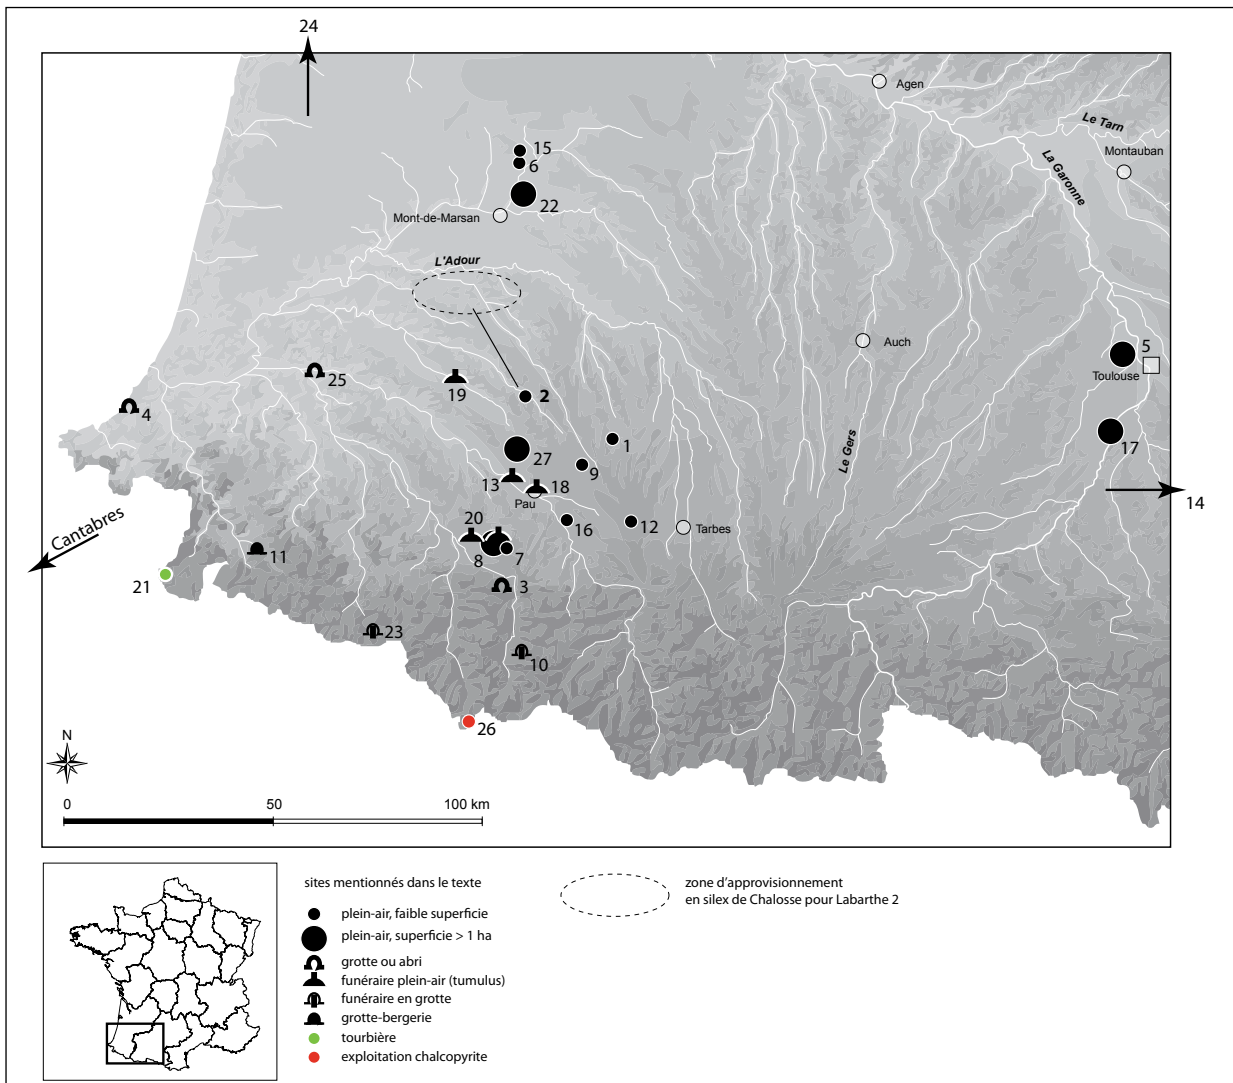 24
Agen
Le Tarn
Montauban
La Garonne
15
6
22
Mont-de-Marsan
L'Adour
Auch
5
Toulouse
25
19
2
4
1
17
27
9
Le Gers
13
18
Pau
14
Cantabres
20
16
12
Tarbes
11
8
7
21
3
23
10
26
N
0
50
100 km
sites mentionnés dans le texte
plein-air, faible superficie
plein-air, superficie > 1 ha
grotte ou abri
funéraire plein-air (tumulus)
funéraire en grotte
grotte-bergerie
tourbière
exploitation chalcopyrite
zone d'approvisionnement
en silex de Chalosse pour Labarthe 2